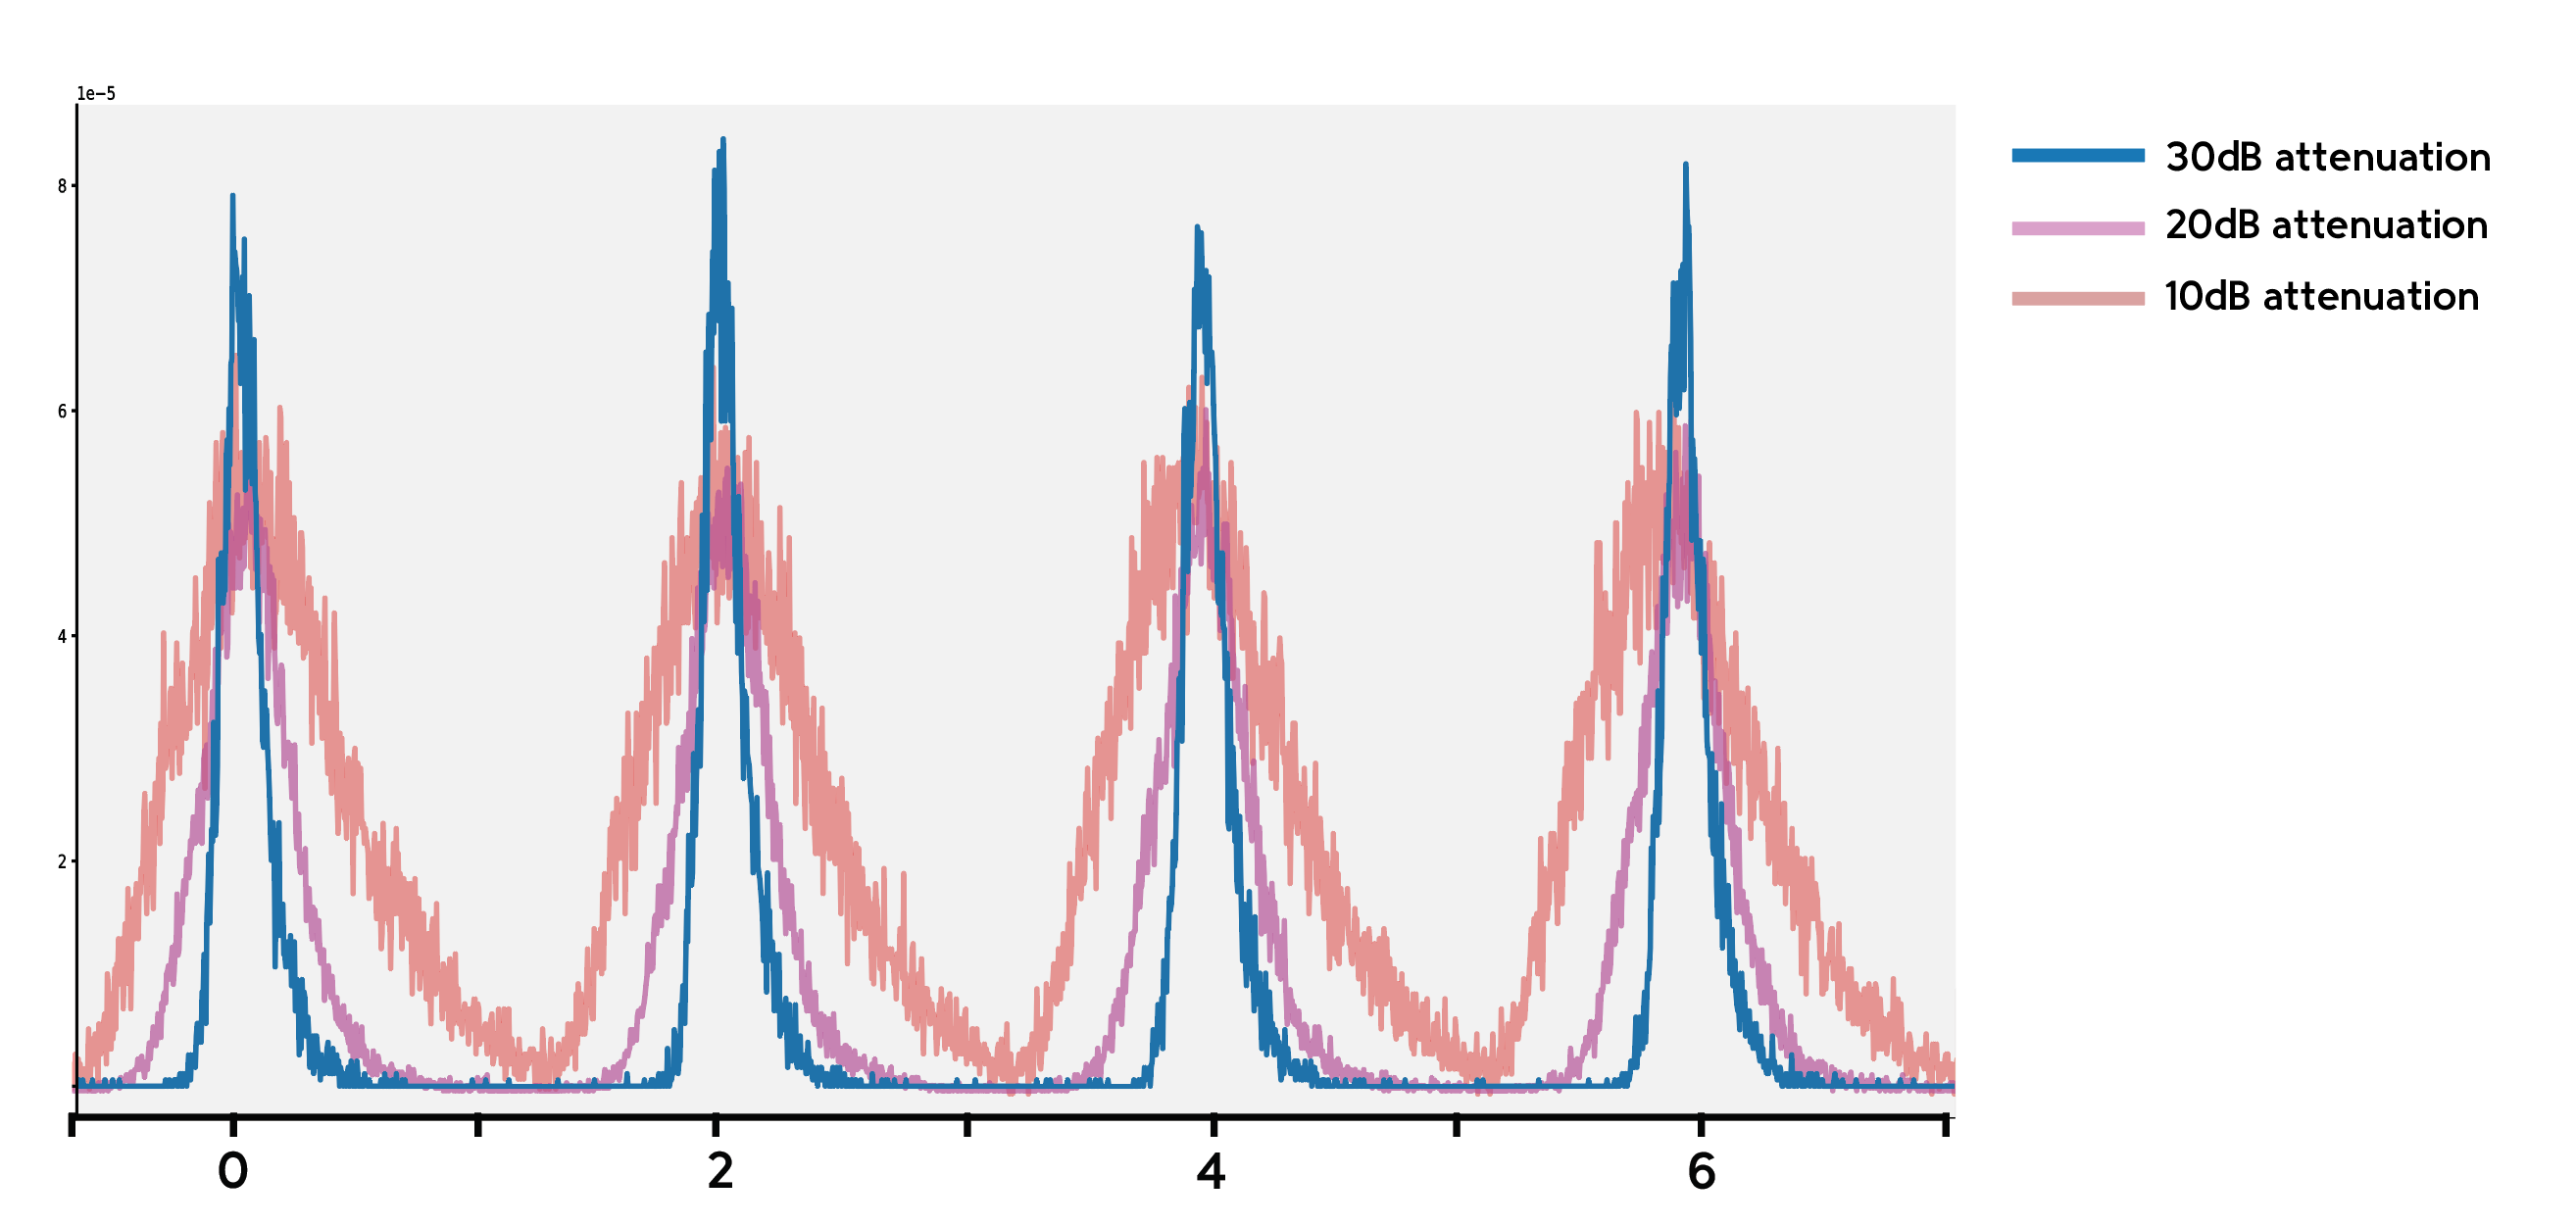 1e−5
8
6
4
2
30dB attenuation
20dB attenuation
10dB attenuation
0 2 4 6